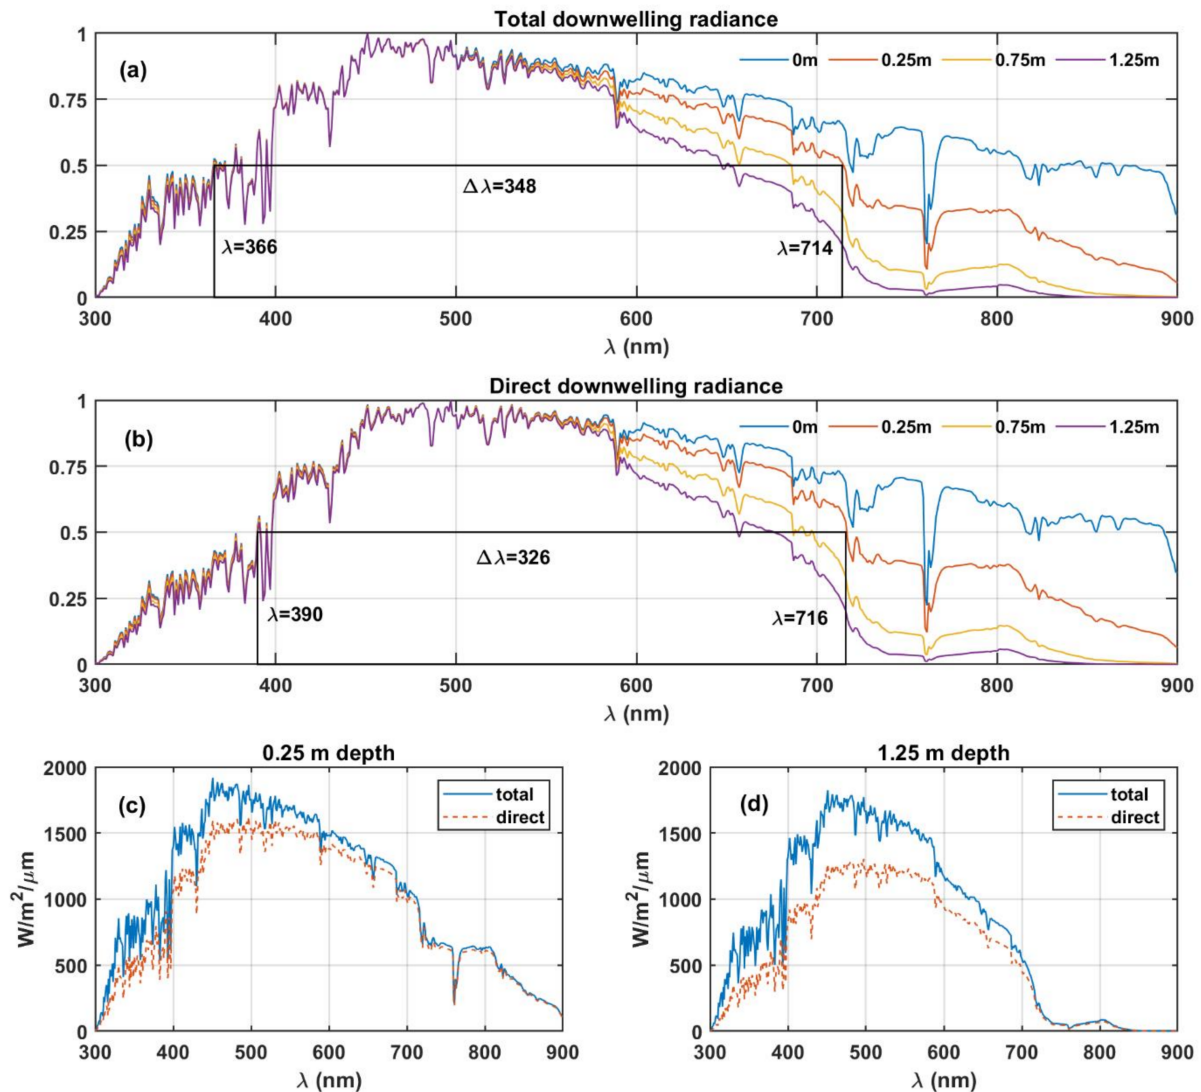 Total downwelling radiance
(a)
0m 0.25m 0.75m 1.25m
1
0.75
0.5
0.25
0
Δλ=348
λ=366
λ=714
300 400 500 600 700 800 900
λ (nm)
Direct downwelling radiance
(b)
0m 0.25m 0.75m 1.25m
1
0.75
0.5
0.25
0
Δλ=326
λ=390
λ=716
300 400 500 600 700 800 900
λ (nm)
0.25 m depth
(c)
total
direct
2000
1500
1000
500
0
W/m²/μm
300 400 500 600 700 800 900
λ (nm)
1.25 m depth
(d)
total
direct
2000
1500
1000
500
0
W/m²/μm
300 400 500 600 700 800 900
λ (nm)